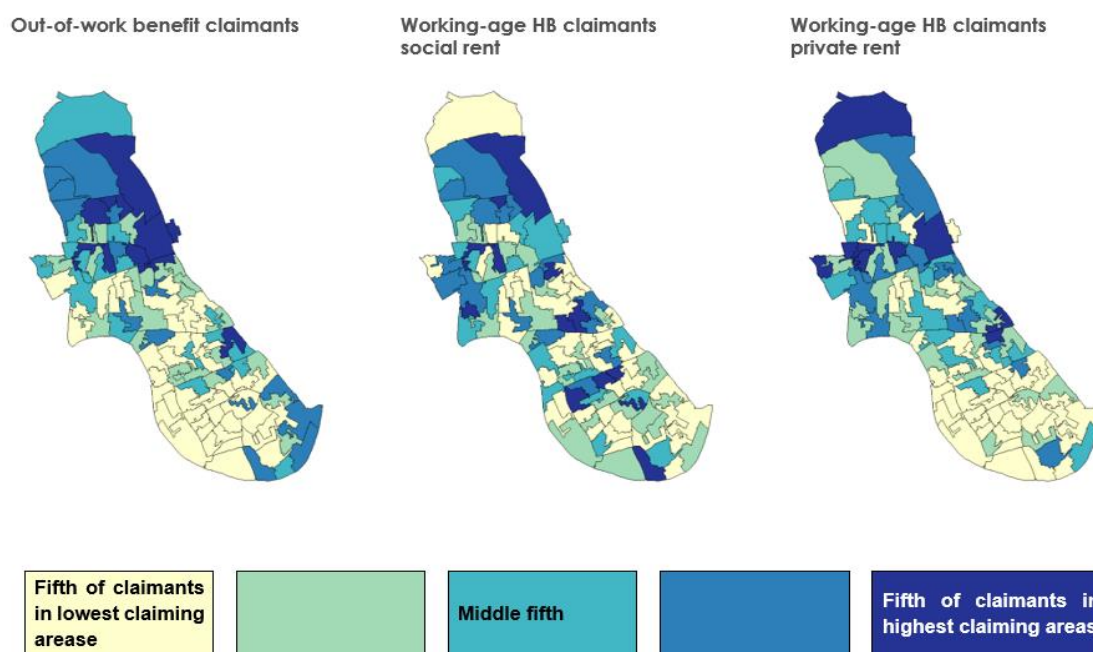 Out-of-work benefit claimants
Working-age HB claimants
social rent
Working-age HB claimants
private rent
Fifth of claimants
in lowest claiming
arease
Middle fifth
Fifth of claimants in
highest claiming areas